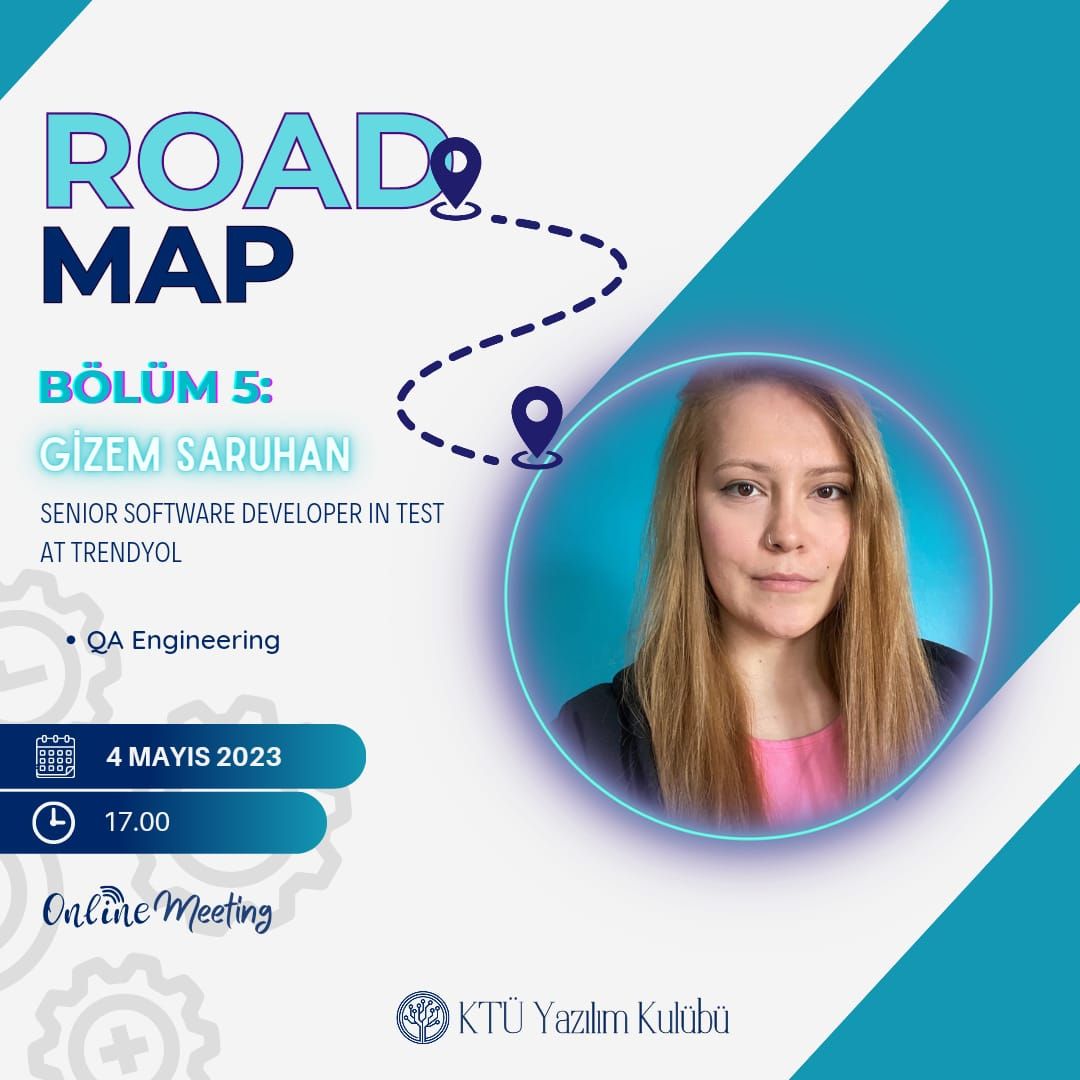 ROAD
MAP
BÖLÜM 5:
GİZEM SARUHAN
SENIOR SOFTWARE DEVELOPER IN TEST
AT TRENDYOL
• QA Engineering
4 MAYIS 2023
17.00
Online Meeting
KTÜ Yazılım Kulübü